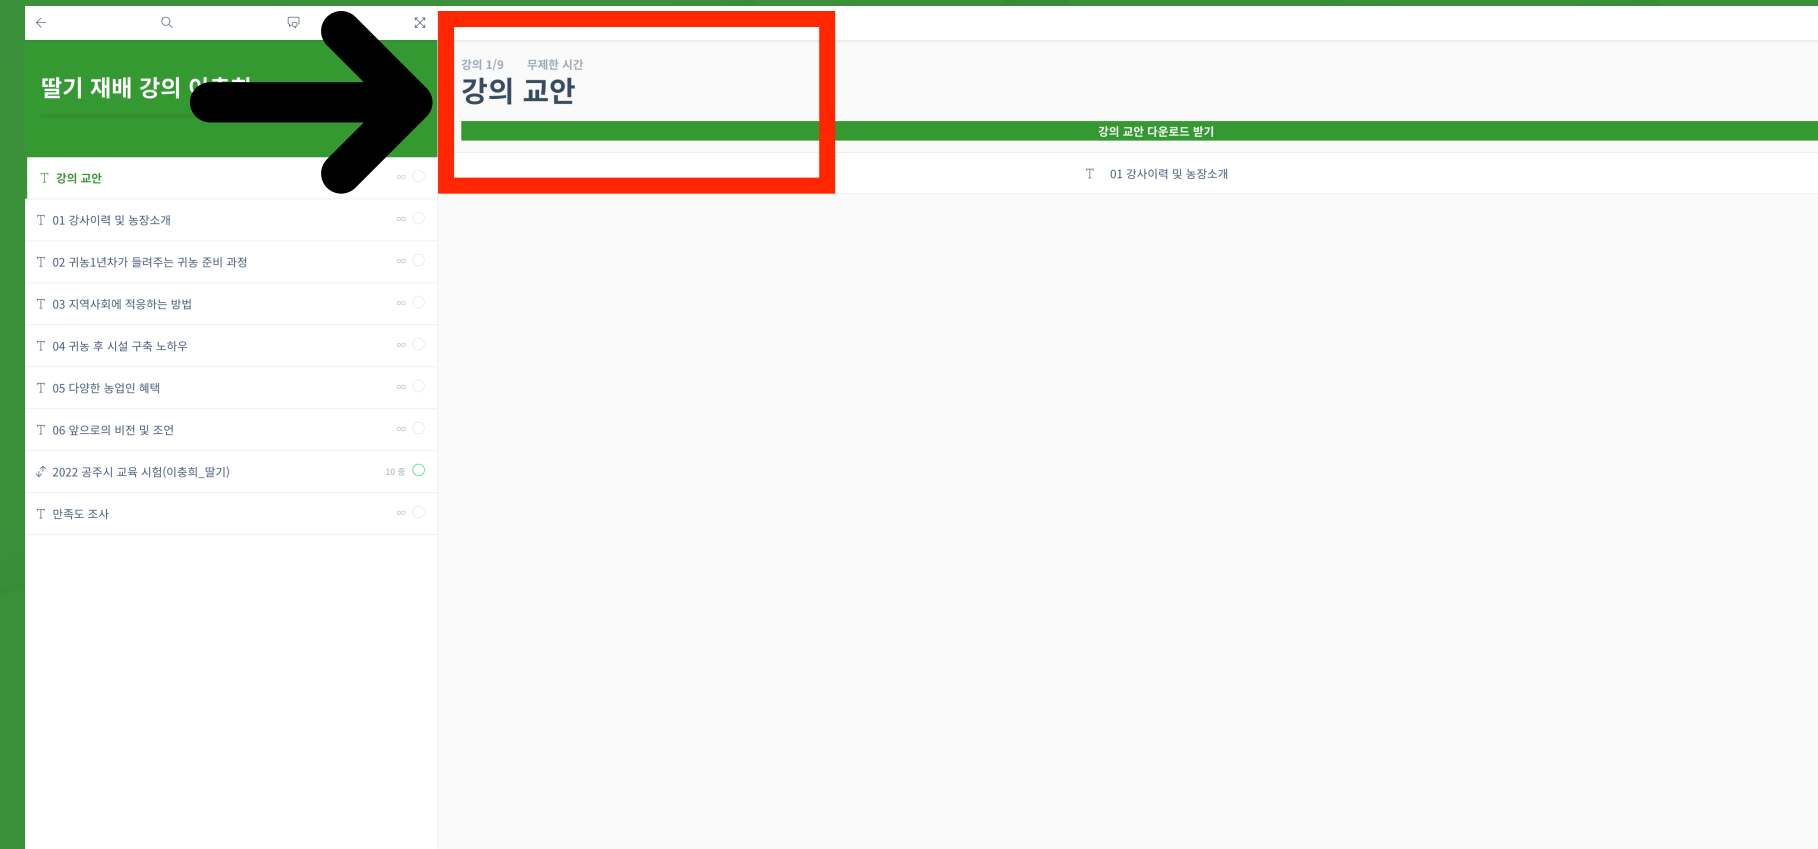 딸기 재배 강의
강의 교안
01 강사이력 및 농장소개
02 귀농1년차가 들려주는 귀농 준비 과정
03 지역사회에 적응하는 방법
04 귀농 후 시설 구축 노하우
05 다양한 농업인 혜택
06 앞으로의 비전 및 조언
2022 공주시 교육 시험(이충희_딸기) 10 중
만족도 조사
강의 1/9 무제한 시간
강의 교안
강의 교안 다운로드 받기
01 강사이력 및 농장소개